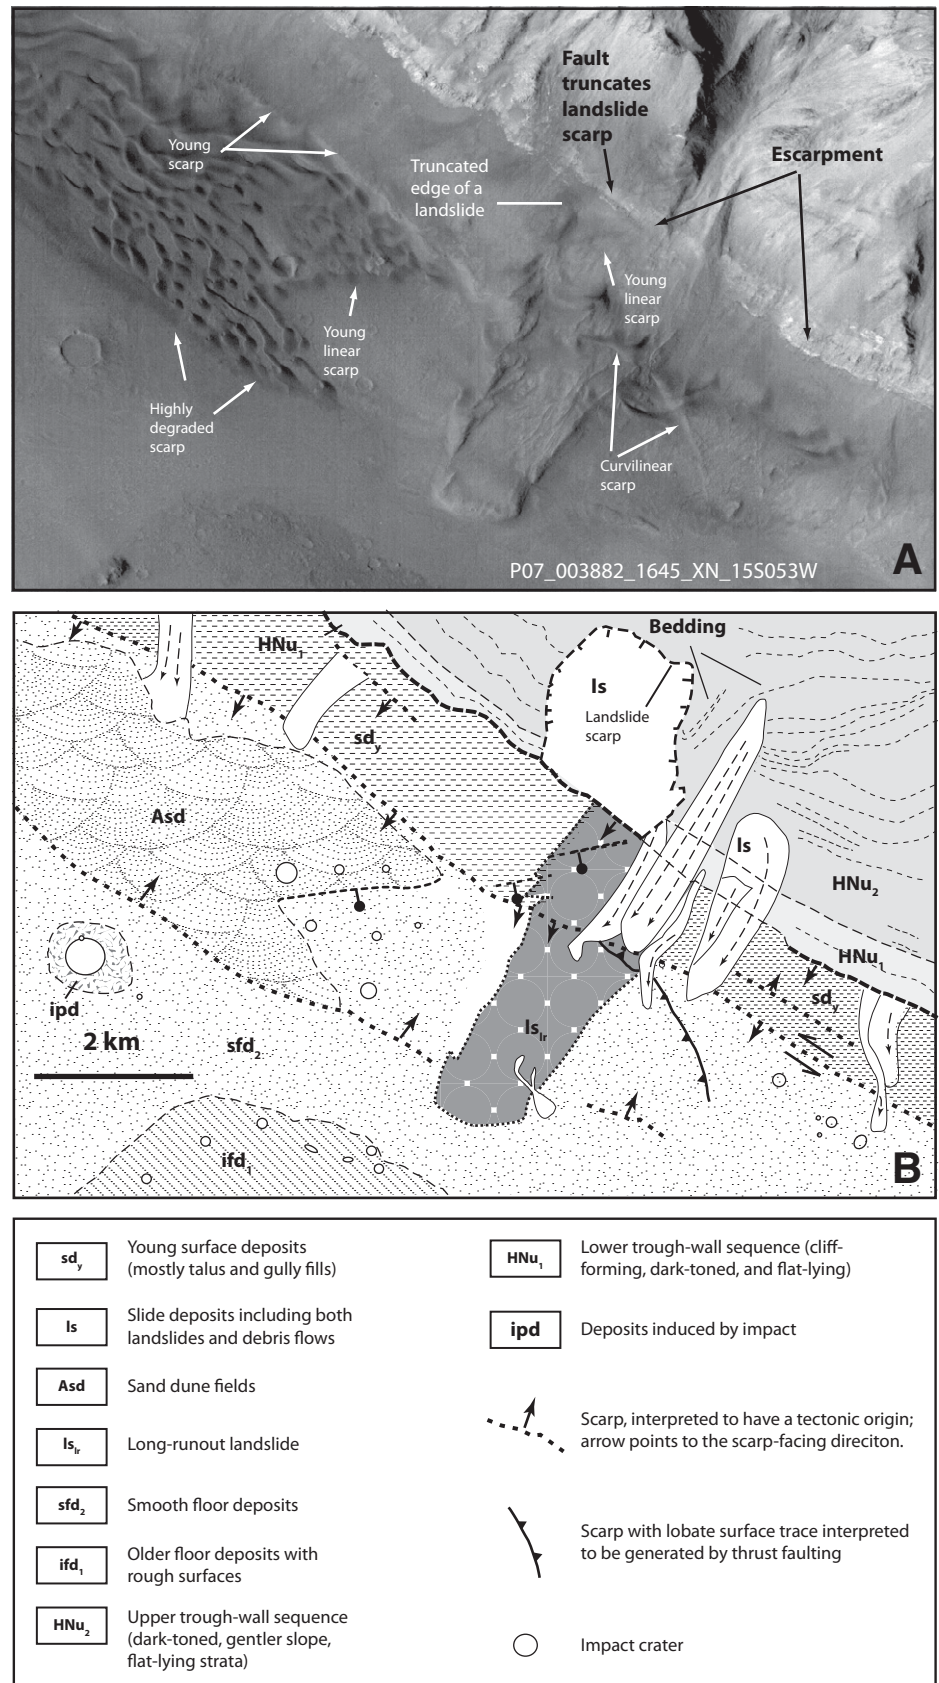 Fault
truncates
landslide
scarp
Escarpment
Young
scarp
Truncated
edge of a
landslide
Young
linear
scarp
Young
linear
scarp
Highly
degraded
scarp
Curvilinear
scarp
P07_003882_1645_XN_15S053W
A
Bedding
HNu1
ls
Landslide
scarp
sdy
Asd
ls
HNu2
HNu1
sdy
ipd
2 km
sfd2
lslr
ifd1
B
sdy
Young surface deposits
(mostly talus and gully fills)
ls
Slide deposits including both
landslides and debris flows
Asd
Sand dune fields
lslr
Long-runout landslide
sfd2
Smooth floor deposits
ifd1
Older floor deposits with
rough surfaces
HNu2
Upper trough-wall sequence
(dark-toned, gentler slope,
flat-lying strata)
HNu1
Lower trough-wall sequence (cliff-
forming, dark-toned, and flat-lying)
ipd
Deposits induced by impact
Scarp, interpreted to have a tectonic origin;
arrow points to the scarp-facing direciton.
Scarp with lobate surface trace interpreted
to be generated by thrust faulting
Impact crater